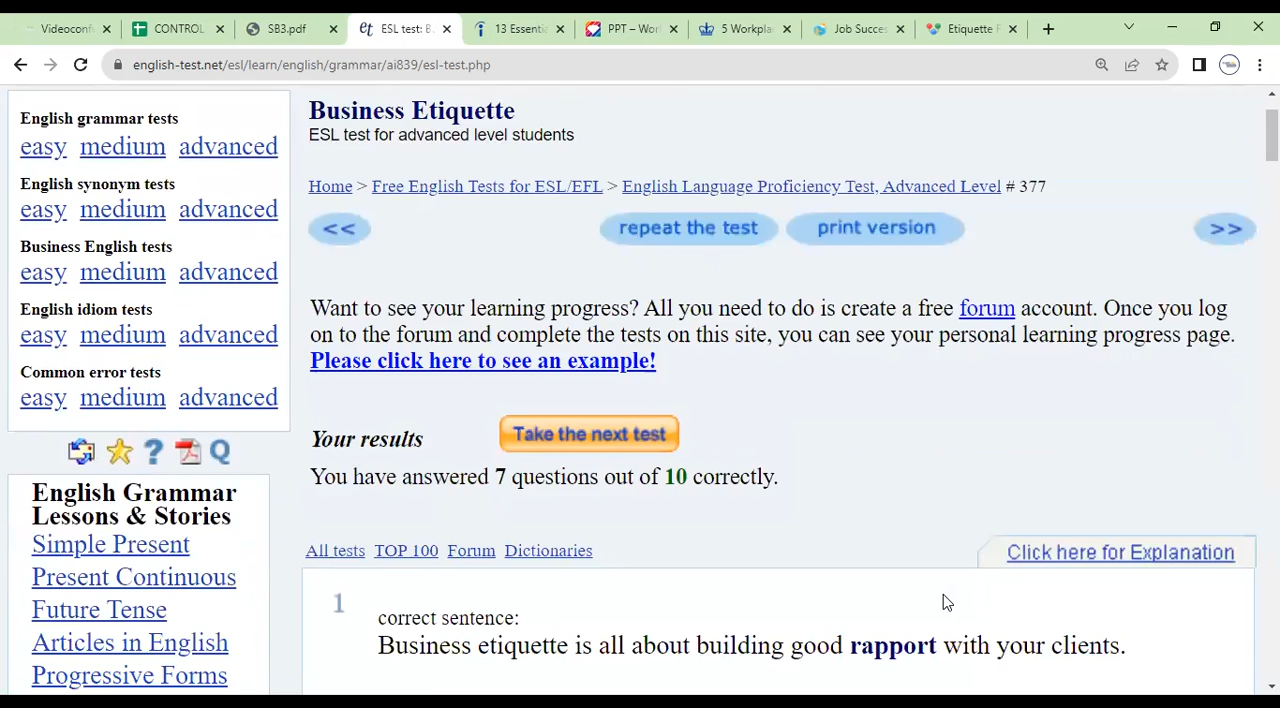 Videoconf
CONTROL
SB3.pdf
ESL test: B
13 Essenti
PPT – Wor
5 Workpla
Job Succes
Etiquette
english-test.net/esl/learn/english/grammar/ai839/esl-test.php
English grammar tests
easy medium advanced
English synonym tests
easy medium advanced
Business English tests
easy medium advanced
English idiom tests
easy medium advanced
Common error tests
easy medium advanced
English Grammar
Lessons & Stories
Simple Present
Present Continuous
Future Tense
Articles in English
Progressive Forms
Business Etiquette
ESL test for advanced level students
Home > Free English Tests for ESL/EFL > English Language Proficiency Test, Advanced Level # 377
<< repeat the test print version >>
Want to see your learning progress? All you need to do is create a free forum account. Once you log
on to the forum and complete the tests on this site, you can see your personal learning progress page.
Please click here to see an example!
Your results Take the next test
You have answered 7 questions out of 10 correctly.
All tests TOP 100 Forum Dictionaries
Click here for Explanation
1
correct sentence:
Business etiquette is all about building good rapport with your clients.